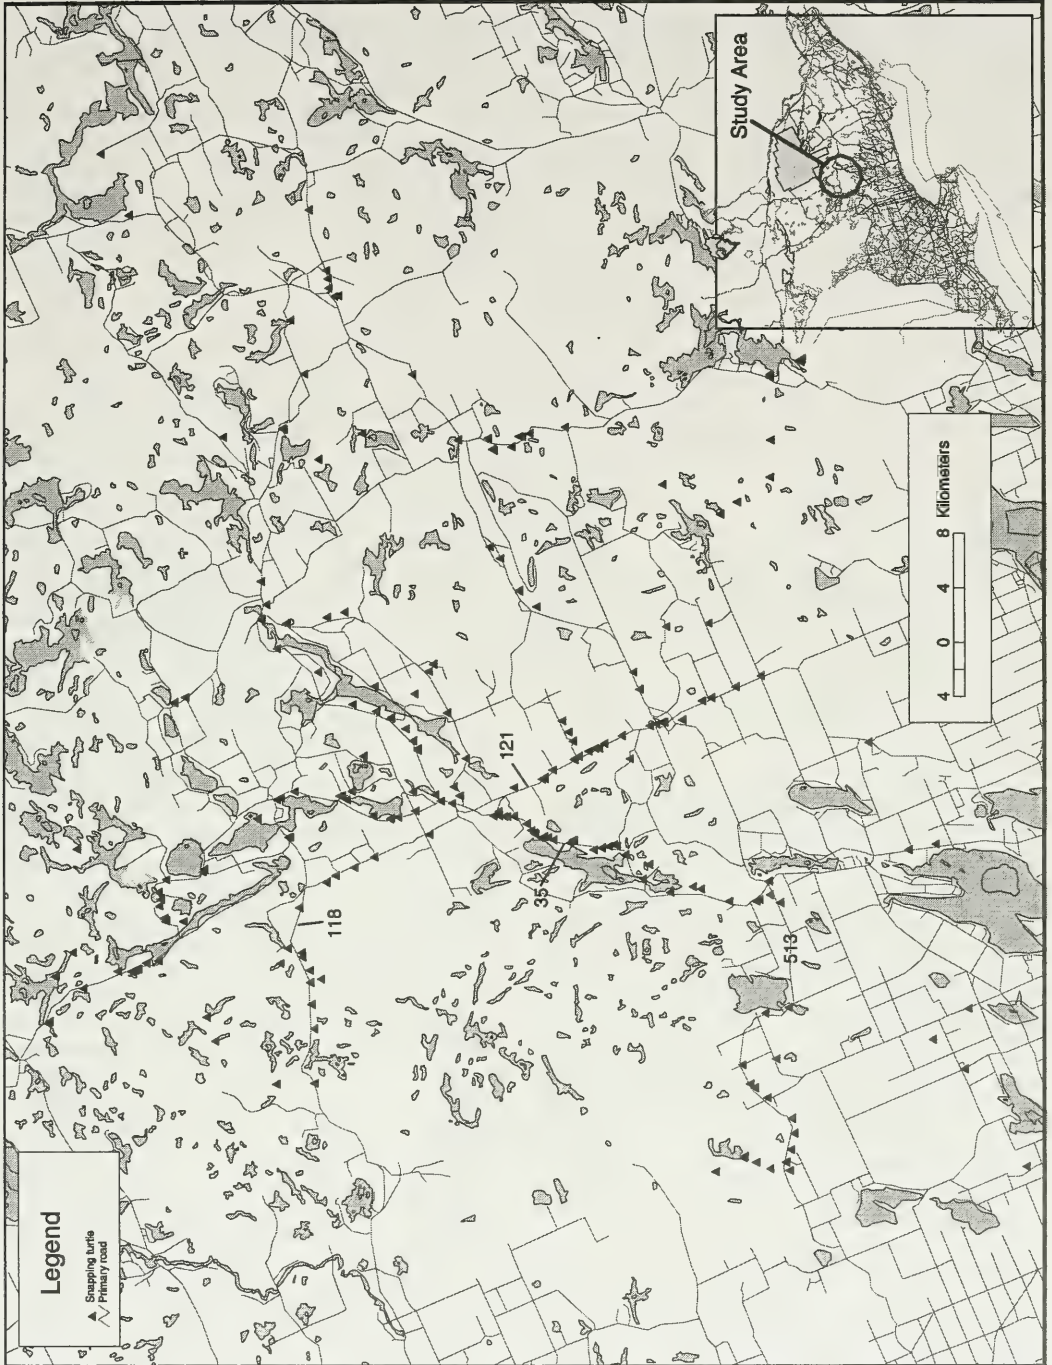 Legend
Snapping turtle
Primary road
118
35
121
513
4 0 4 8 Kilometers
Study Area